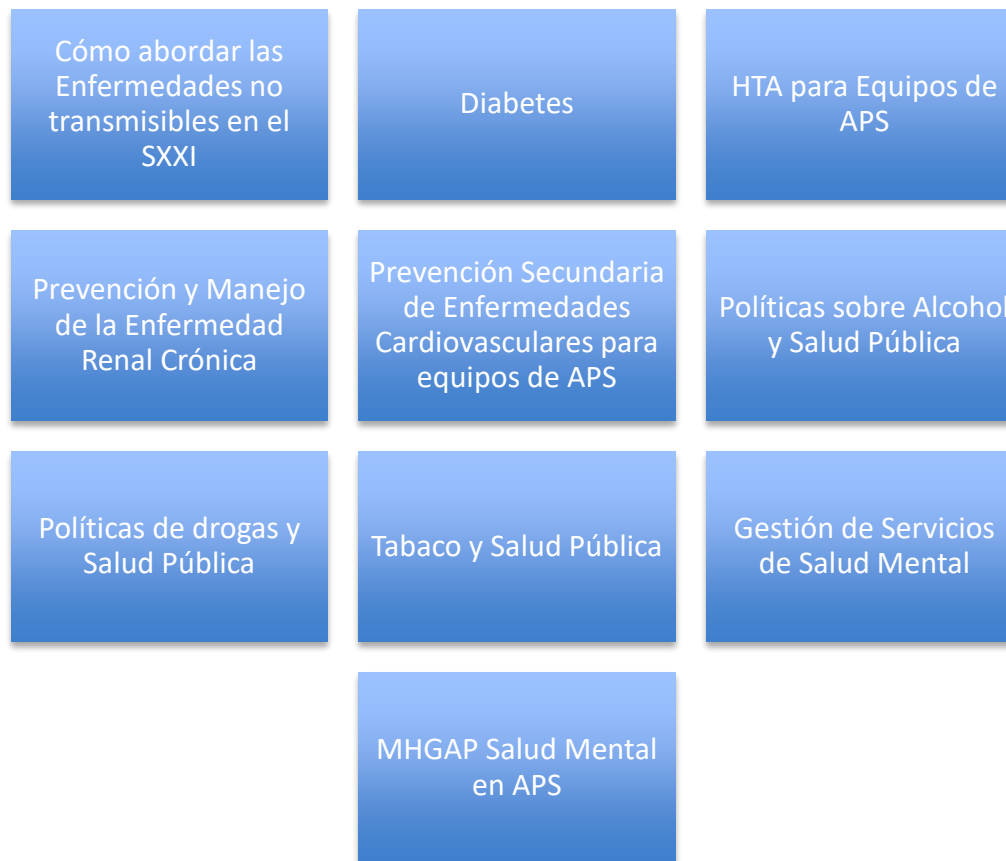 Cómo abordar las
Enfermedades no
transmisibles en el
SXXI
Diabetes
HTA para Equipos de
APS
Prevención y Manejo
de la Enfermedad
Renal Crónica
Prevención Secundaria
de Enfermedades
Cardiovasculares para
equipos de APS
Políticas sobre Alcohol
y Salud Pública
Políticas de drogas y
Salud Pública
Tabaco y Salud Pública
Gestión de Servicios
de Salud Mental
MHGAP Salud Mental
en APS